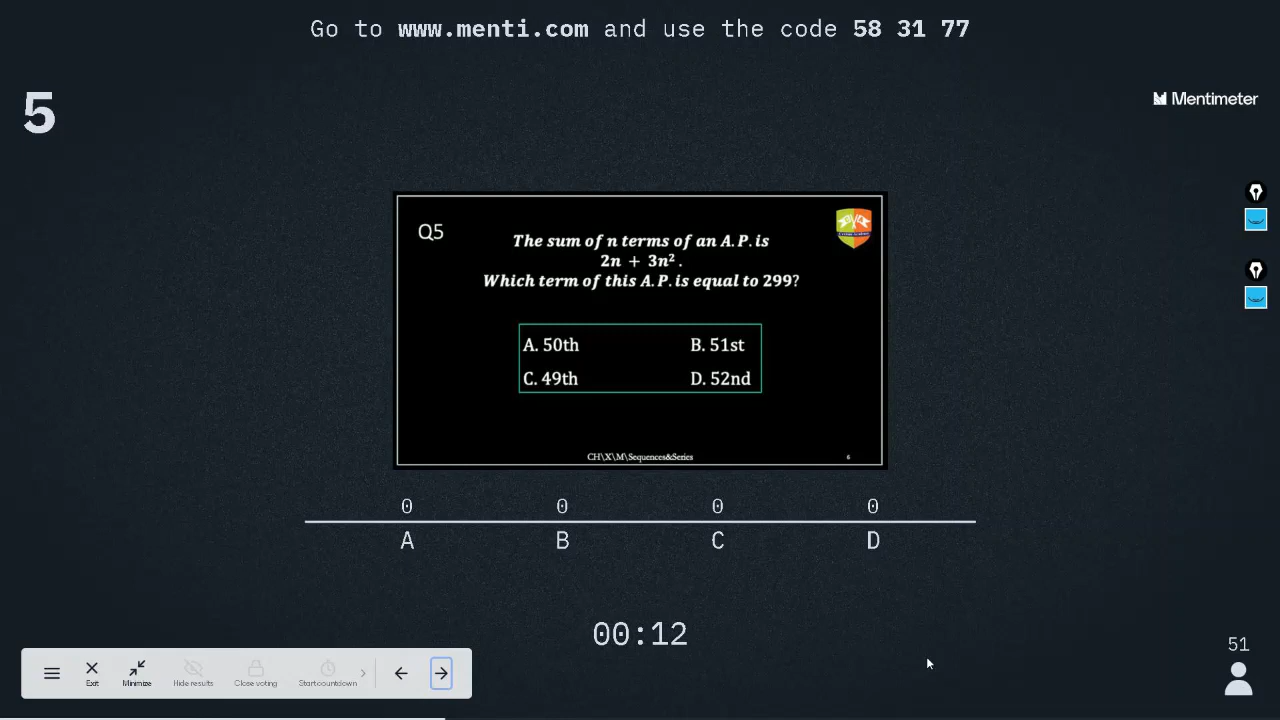 Go to www.menti.com and use the code 58 31 77
5
Mentimeter
Q5
The sum of n terms of an A.P. is
2n + 3n².
Which term of this A.P. is equal to 299?
A. 50th B. 51st
C. 49th D. 52nd
CH\X\M\Sequences&Series 6
0 0 0 0
A B C D
00:12
51
Exit Minimize Hide results Close voting Start countdown